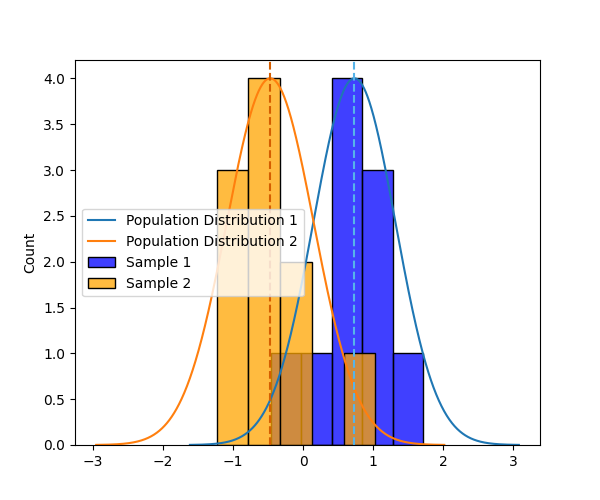 4.0
3.5
3.0
2.5
2.0
1.5
1.0
0.5
0.0
Count
Population Distribution 1
Population Distribution 2
Sample 1
Sample 2
−3 −2 −1 0 1 2 3